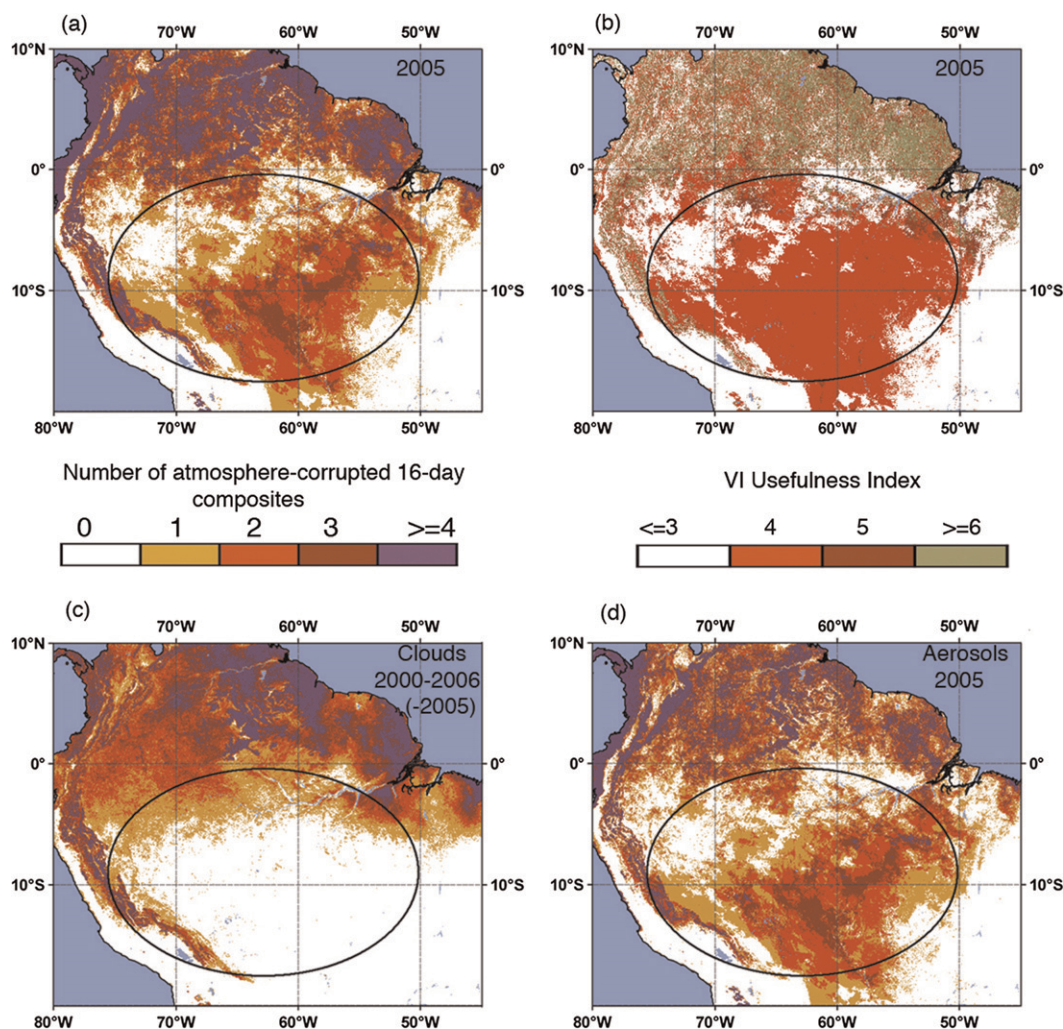 (a)
(b)
70°W 60°W 50°W
70°W 60°W 50°W
10°N
2005
10°N
2005
0°
0°
0°
0°
10°S
10°S
10°S
10°S
80°W 70°W 60°W 50°W
80°W 70°W 60°W 50°W
Number of atmosphere-corrupted 16-day
composites
0 1 2 3 >=4
VI Usefulness Index
<=3 4 5 >=6
(c)
(d)
70°W 60°W 50°W
70°W 60°W 50°W
10°N
Clouds
2000-2006
(-2005)
10°N
Aerosols
2005
0°
0°
0°
0°
10°S
10°S
10°S
10°S
80°W 70°W 60°W 50°W
80°W 70°W 60°W 50°W